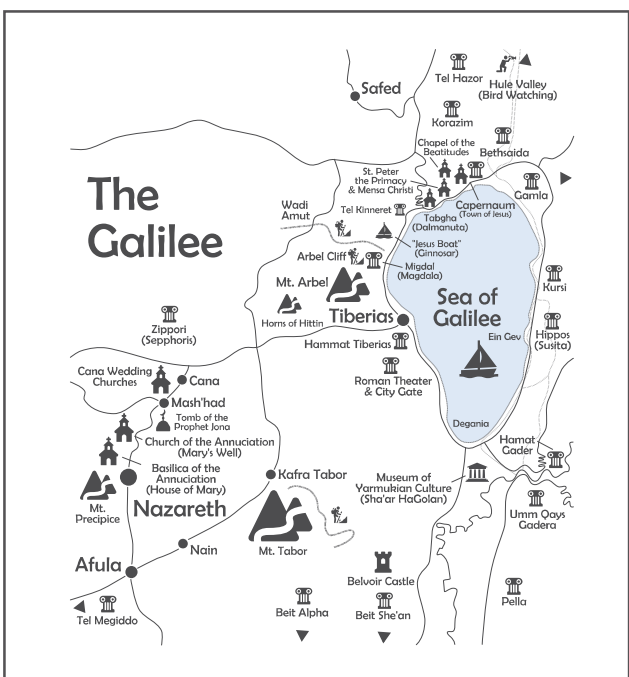 Safed
Tel Hazor
Hule Valley
(Bird Watching)
Korazim
Chapel of the
Beatitudes
Bethsaida
St. Peter
the Primacy
& Mensa Christi
The
Galilee
Gamla
Capernaum
(Town of Jesus)
Wadi
Amut
Tel Kinneret
Tabgha
(Dalmanuta)
"Jesus Boat"
(Ginnosar)
Arbel Cliff
Migdal
(Magdala)
Mt. Arbel
Kursi
Sea of
Galilee
Horns of Hittin
Tiberias
Zippori
(Sepphoris)
Hippos
(Susita)
Ein Gev
Hammat Tiberias
Cana Wedding
Churches
Cana
Roman Theater
& City Gate
Mash'had
Tomb of the
Prophet Jona
Degania
Church of the Annuciation
(Mary's Well)
Hamat
Gader
Basilica of the
Annuciation
(House of Mary)
Kafra Tabor
Museum of
Yarmukian Culture
(Sha'ar HaGolan)
Mt.
Precipice
Nazareth
Umm Qays
Gadera
Nain
Mt. Tabor
Afula
Belvoir Castle
Beit Alpha
Beit She'an
Pella
Tel Megiddo